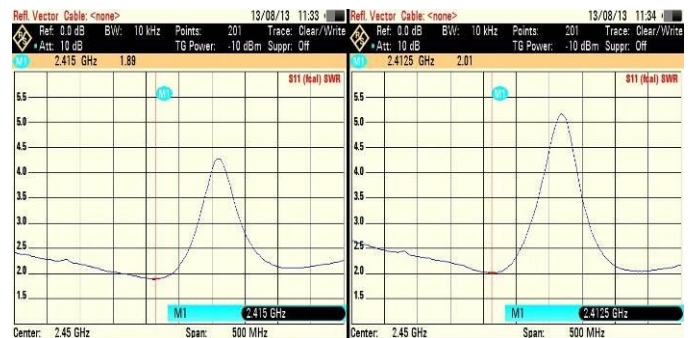 Refl. Vector Cable: <none> 13/08/13 11:33
Ref: 0.0 dB BW: 10 kHz Points: 201 Trace: Clear/Write
Att: 10 dB TG Power: -10 dBm Suppr: Off
M1 2.415 GHz 1.89
S11 (fcal) SWR
M1
5.5
5.0
4.5
4.0
3.5
3.0
2.5
2.0
1.5
M1 2.415 GHz
Center: 2.45 GHz Span: 500 MHz
Refl. Vector Cable: <none> 13/08/13 11:34
Ref: 0.0 dB BW: 10 kHz Points: 201 Trace: Clear/Write
Att: 10 dB TG Power: -10 dBm Suppr: Off
M1 2.4125 GHz 2.01
S11 (fcal) SWR
M1
5.5
5.0
4.5
4.0
3.5
3.0
2.5
2.0
1.5
M1 2.4125 GHz
Center: 2.45 GHz Span: 500 MHz